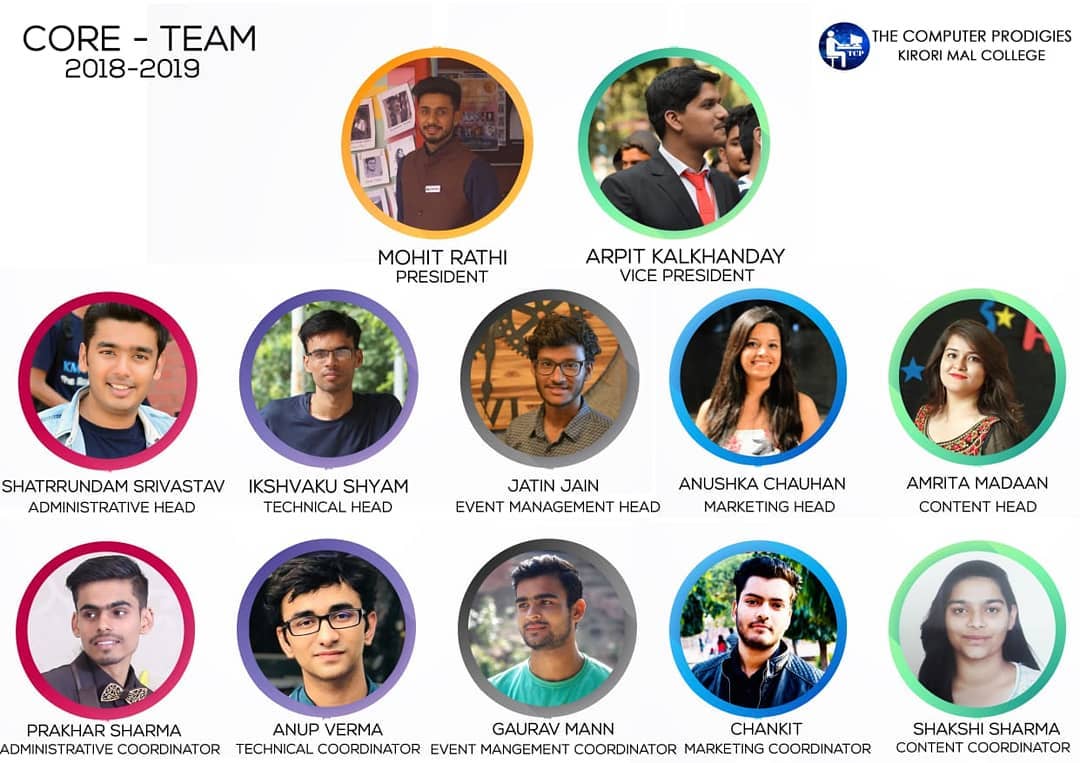 CORE - TEAM
2018-2019
TCP
THE COMPUTER PRODIGIES
KIRORI MAL COLLEGE
MOHIT RATHI
PRESIDENT
ARPIT KALKHANDAY
VICE PRESIDENT
KM
SHATRRUNDAM SRIVASTAV
ADMINISTRATIVE HEAD
IKSHVAKU SHYAM
TECHNICAL HEAD
JATIN JAIN
EVENT MANAGEMENT HEAD
ANUSHKA CHAUHAN
MARKETING HEAD
AMRITA MADAAN
CONTENT HEAD
PRAKHAR SHARMA
ADMINISTRATIVE COORDINATOR
ANUP VERMA
TECHNICAL COORDINATOR
GAURAV MANN
EVENT MANGEMENT COORDINATOR
CHANKIT
MARKETING COORDINATOR
SHAKSHI SHARMA
CONTENT COORDINATOR